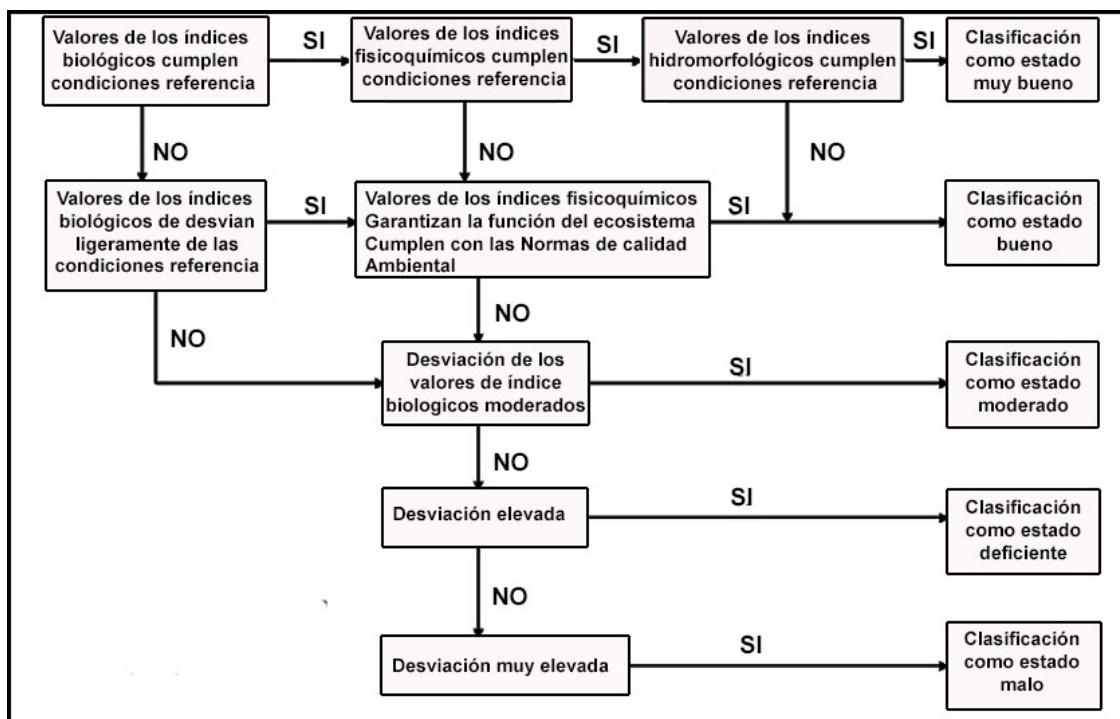 Valores de los índices
biológicos cumplen
condiciones referencia
SI
Valores de los índices
fisicoquímicos cumplen
condiciones referencia
SI
Valores de los índices
hidromorfológicos cumplen
condiciones referencia
SI
Clasificación
como estado
muy bueno
NO
NO
NO
Valores de los índices
biológicos de desvian
ligeramente de las
condiciones referencia
SI
Valores de los índices fisicoquímicos
Garantizan la función del ecosistema
Cumplen con las Normas de calidad
Ambiental
SI
Clasificación
como estado
bueno
NO
NO
Desviación de los
valores de índice
biologicos moderados
SI
Clasificación
como estado
moderado
NO
Desviación elevada
SI
Clasificación
como estado
deficiente
NO
Desviación muy elevada
SI
Clasificación
como estado
malo